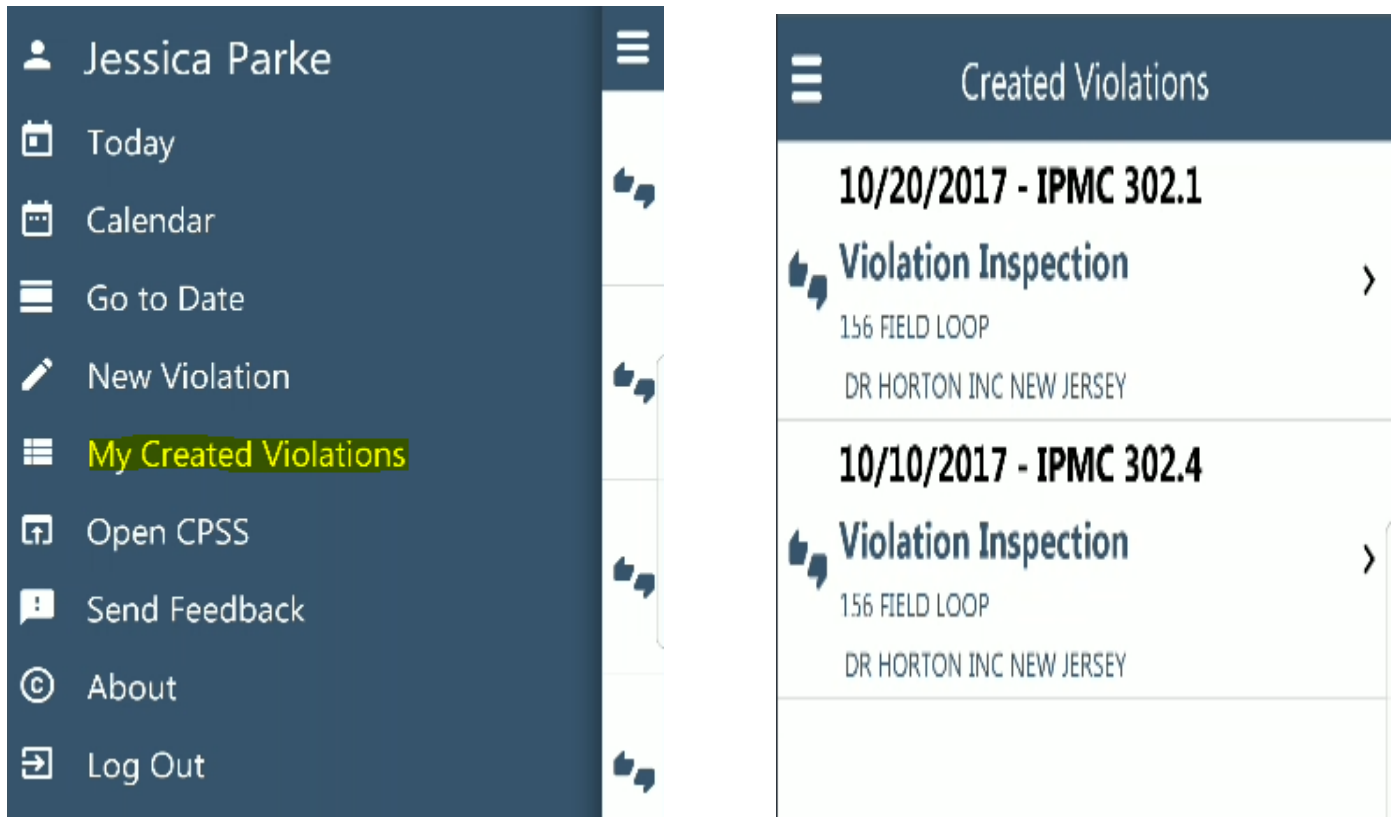 Jessica Parke
Today
Calendar
Go to Date
New Violation
My Created Violations
Open CPSS
Send Feedback
About
Log Out
Created Violations
10/20/2017 - IPMC 302.1
Violation Inspection
156 FIELD LOOP
DR HORTON INC NEW JERSEY
10/10/2017 - IPMC 302.4
Violation Inspection
156 FIELD LOOP
DR HORTON INC NEW JERSEY